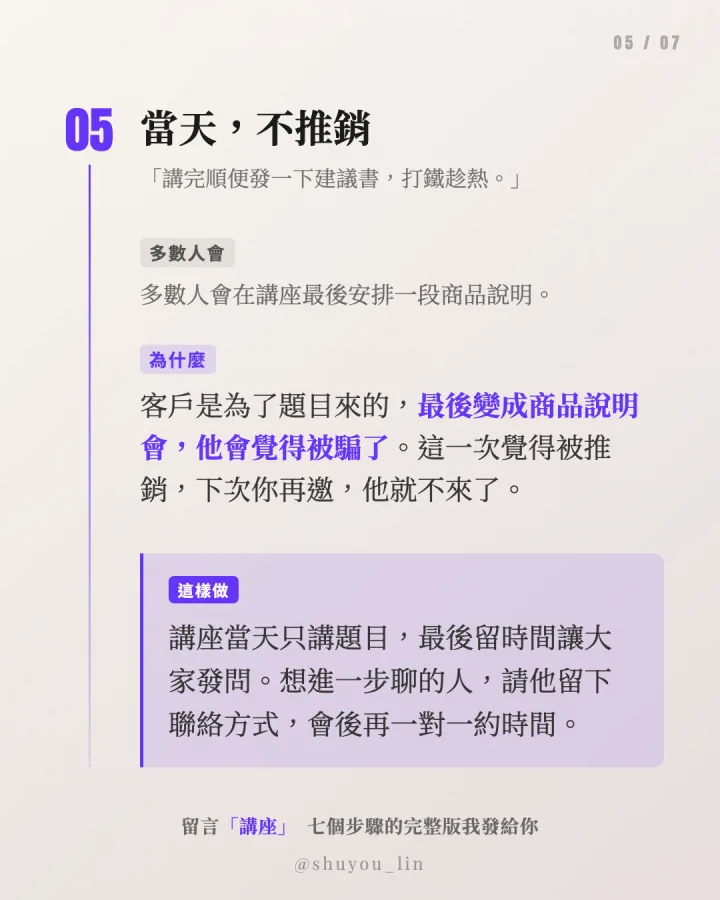 05 / 07
05 當天，不推銷
「講完順便發一下建議書，打鐵趁熱。」
多數人會
多數人會在講座最後安排一段商品說明。
為什麼
客戶是為了題目來的，最後變成商品說明
會，他會覺得被騙了。這一次覺得被推
銷，下次你再邀，他就不來了。
這樣做
講座當天只講題目，最後留時間讓大
家發問。想進一步聊的人，請他留下
聯絡方式，會後再一對一約時間。
留言「講座」 七個步驟的完整版我發給你
@shuyou_lin